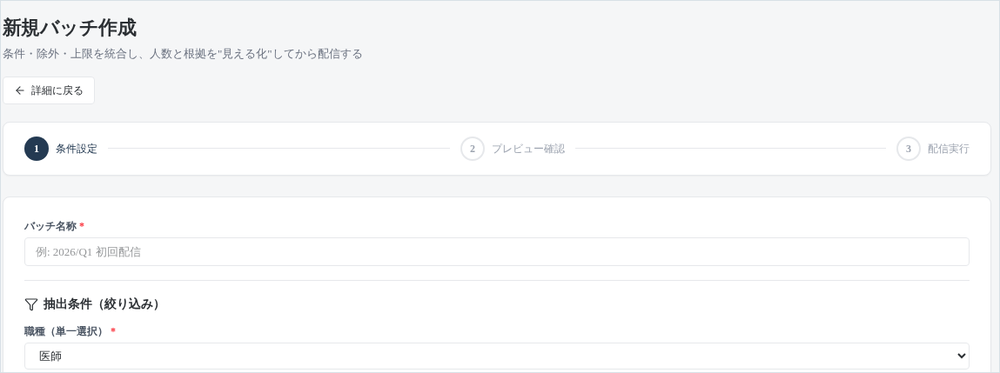 新規バッチ作成
条件・除外・上限を統合し、人数と根拠を"見える化"してから配信する
← 詳細に戻る
1 条件設定 2 プレビュー確認 3 配信実行
バッチ名称 *
例: 2026/Q1 初回配信
抽出条件（絞り込み）
職種（単一選択） *
医師